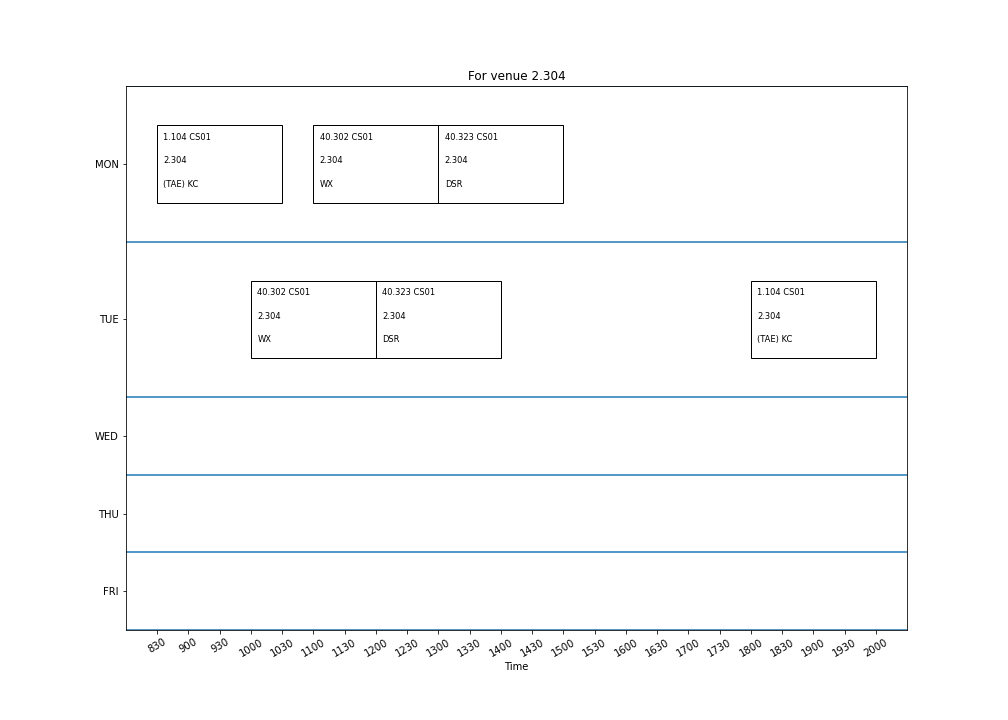 For venue 2.304
MON
1.104 CS01
2.304
(TAE) KC
40.302 CS01
2.304
WX
40.323 CS01
2.304
DSR
TUE
40.302 CS01
2.304
WX
40.323 CS01
2.304
DSR
1.104 CS01
2.304
(TAE) KC
WED
THU
FRI
830 900 930 1000 1030 1100 1130 1200 1230 1300 1330 1400 1430 1500 1530 1600 1630 1700 1730 1800 1830 1900 1930 2000
Time